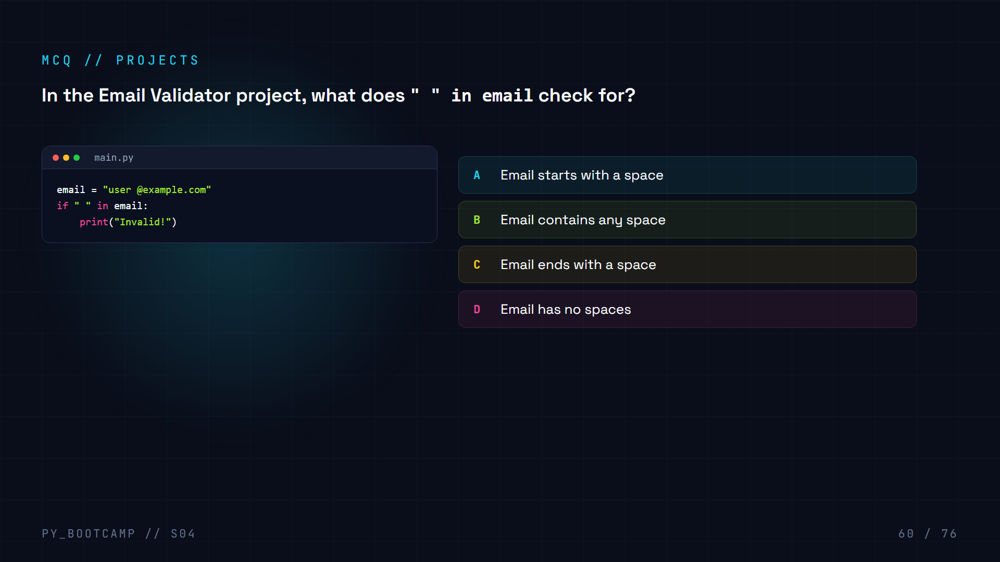 MCQ // PROJECTS
In the Email Validator project, what does " " in email check for?
main.py
email = "user @example.com"
if " " in email:
    print("Invalid!")
A Email starts with a space
B Email contains any space
C Email ends with a space
D Email has no spaces
PY_BOOTCAMP // S04
60 / 76